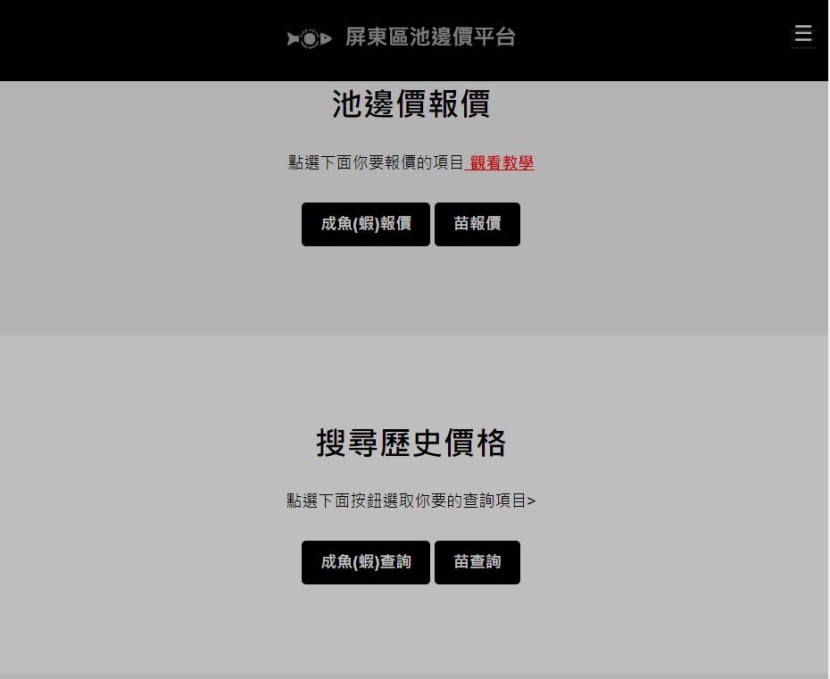 屏東區池邊價平台
池邊價報價
點選下面你要報價的項目 觀看教學
成魚(蝦)報價 苗報價
搜尋歷史價格
點選下面按鈕選取你要的查詢項目>
成魚(蝦)查詢 苗查詢